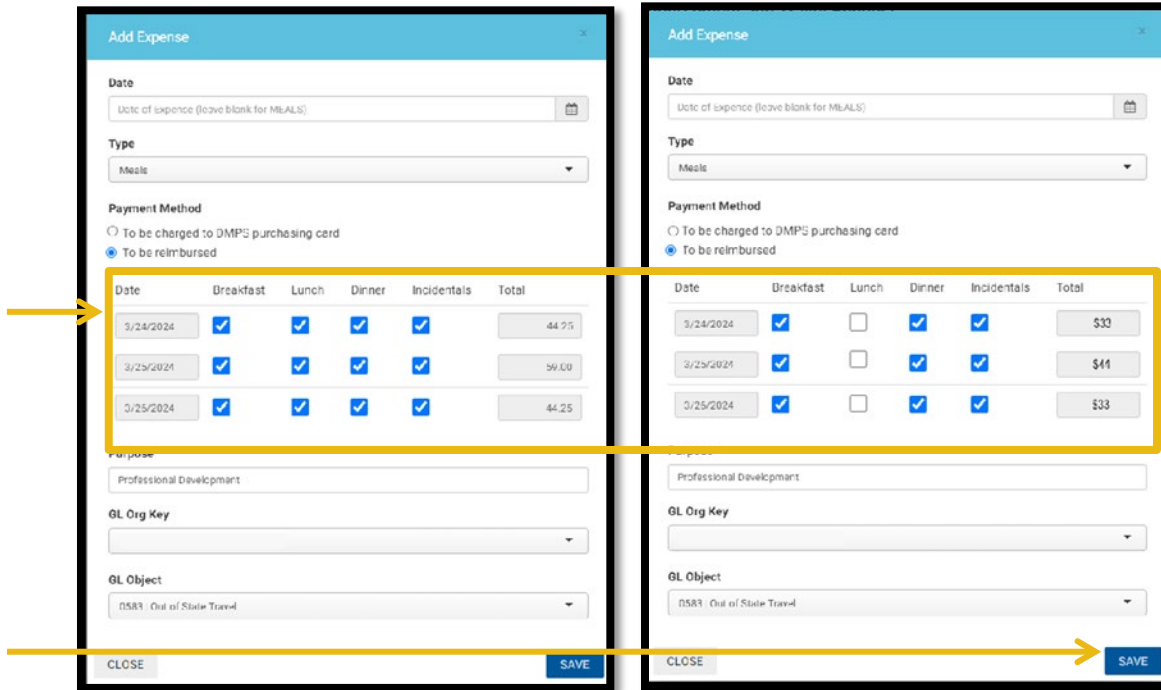 Add Expense
×
Date
Date of Expense (leave blank for MEALS)
Type
Meals
Payment Method
To be charged to DMPS purchasing card
To be reimbursed
Date Breakfast Lunch Dinner Incidentals Total
3/24/2024 44.25
3/25/2024 59.00
3/25/2024 44.25
Purpose
Professional Development
GL Org Key
GL Object
0583 Out of State Travel
CLOSE SAVE
Add Expense
×
Date
Date of Expense (leave blank for MEALS)
Type
Meals
Payment Method
To be charged to DMPS purchasing card
To be reimbursed
Date Breakfast Lunch Dinner Incidentals Total
3/24/2024 $33
3/25/2024 $44
3/25/2024 $33
Professional Development
GL Org Key
GL Object
0583 Out of State Travel
CLOSE SAVE